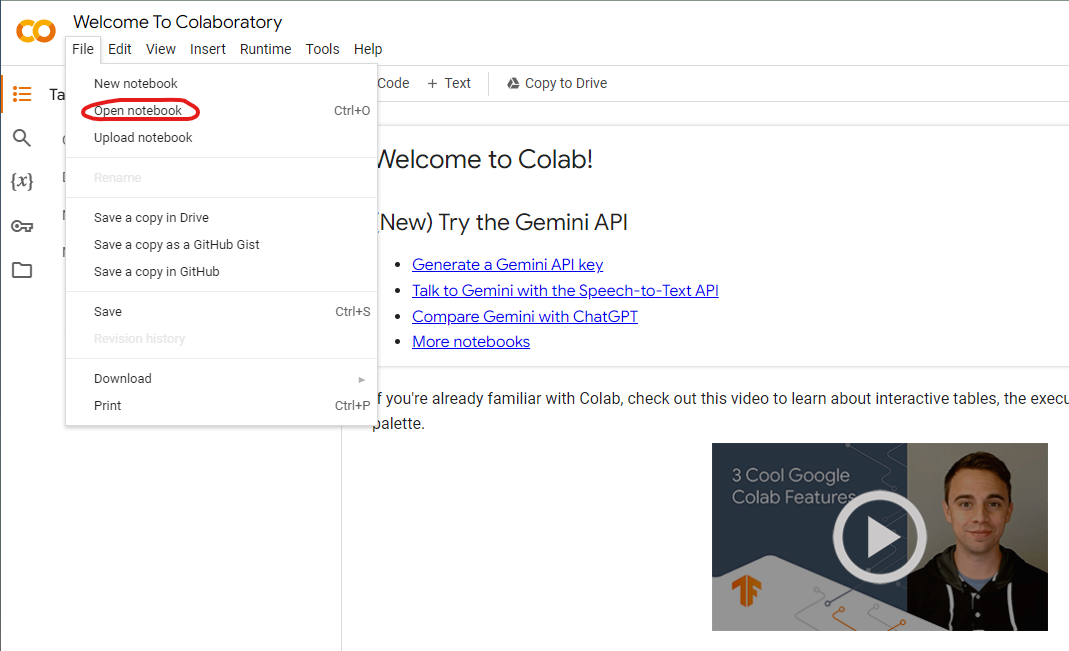 CO
Welcome To Colaboratory
File Edit View Insert Runtime Tools Help
Code + Text Copy to Drive
Ta
New notebook
Open notebook Ctrl+O
Upload notebook
{x}
Rename
Save a copy in Drive
Save a copy as a GitHub Gist
Save a copy in GitHub
Save Ctrl+S
Revision history
Download
Print Ctrl+P
Welcome to Colab!
(New) Try the Gemini API
Generate a Gemini API key
Talk to Gemini with the Speech-to-Text API
Compare Gemini with ChatGPT
More notebooks
If you're already familiar with Colab, check out this video to learn about interactive tables, the execu
palette.
3 Cool Google
Colab Features